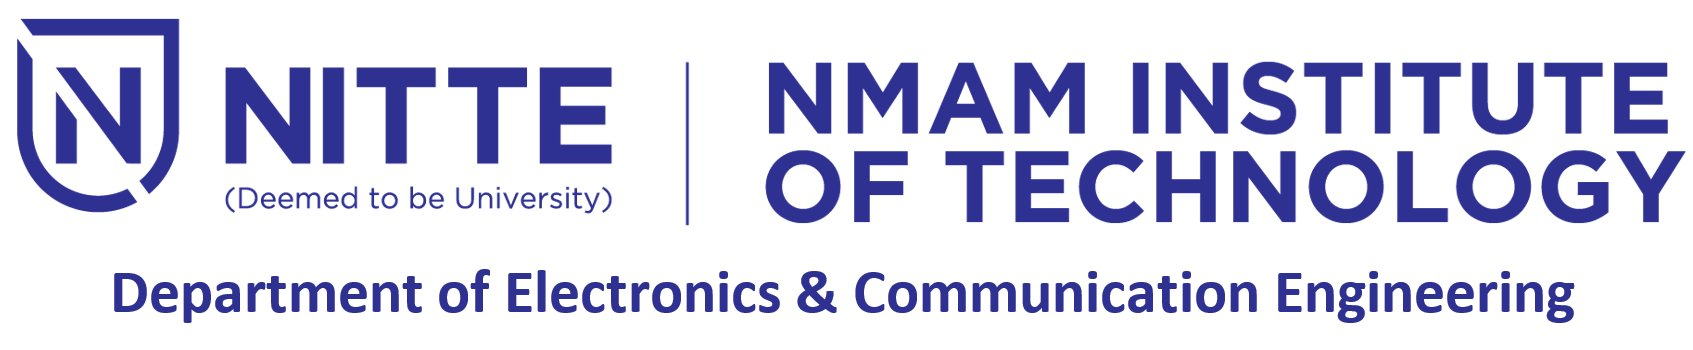 N
NITTE
(Deemed to be University)
NMAM INSTITUTE
OF TECHNOLOGY
Department of Electronics & Communication Engineering